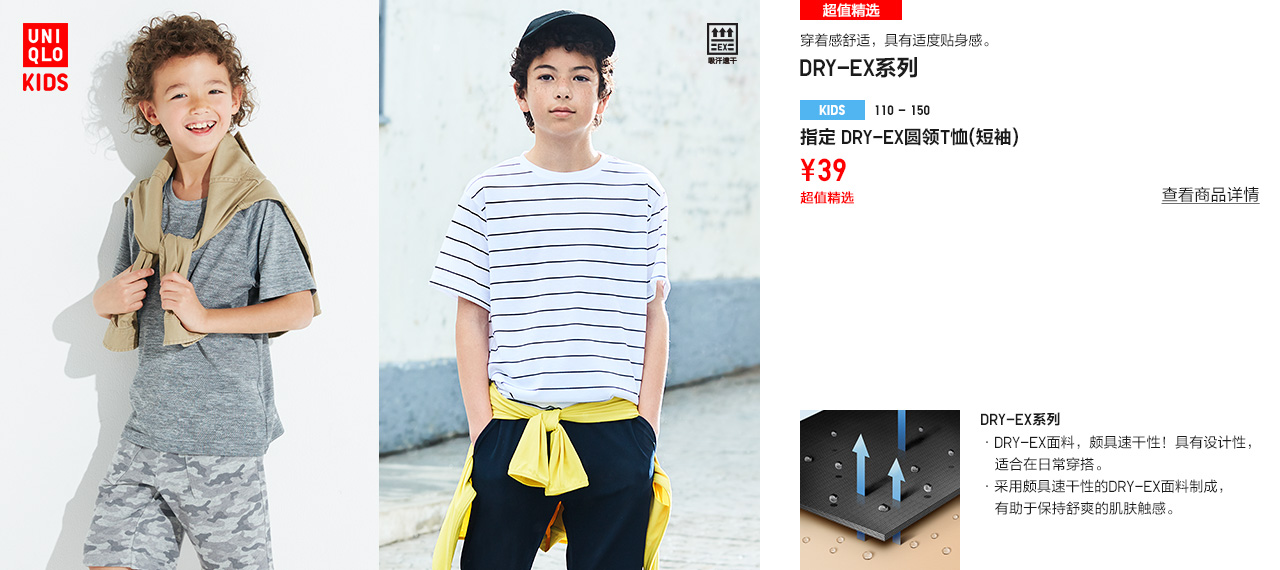 UNI
QLO
KIDS
EX
吸汗速干
超值精选
穿着感舒适，具有适度贴身感。
DRY-EX系列
KIDS 110 - 150
指定 DRY-EX圆领T恤(短袖)
¥39
超值精选
查看商品详情
DRY-EX系列
· DRY-EX面料，颇具速干性！具有设计性，
适合在日常穿搭。
· 采用颇具速干性的DRY-EX面料制成，
有助于保持舒爽的肌肤触感。